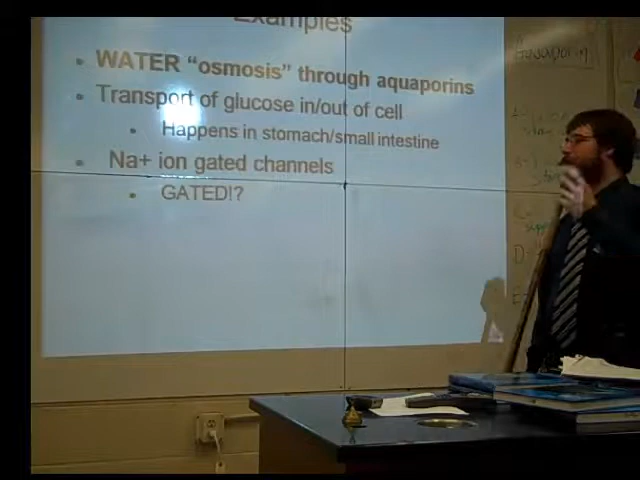 Examples
WATER "osmosis" through aquaporins
Transport of glucose in/out of cell
Happens in stomach/small intestine
Na+ ion gated channels
GATED!?